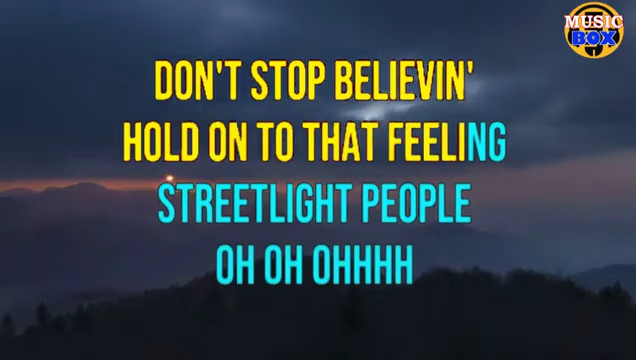 MUSIC
BOX
DON'T STOP BELIEVIN'
HOLD ON TO THAT FEELING
STREETLIGHT PEOPLE
OH OH OHHHH